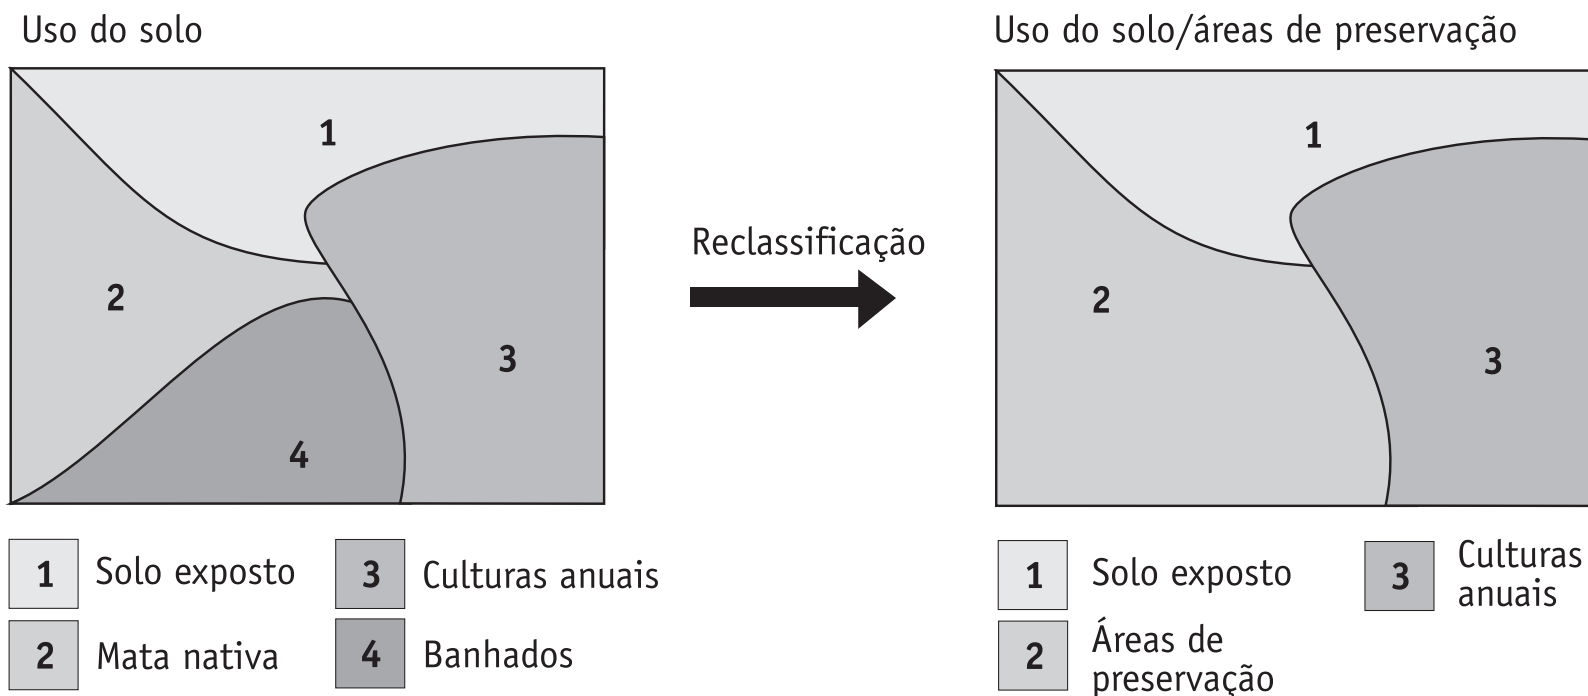 Uso do solo
1
2
3
4
1 Solo exposto
3 Culturas anuais
2 Mata nativa
4 Banhados
Reclassificação
Uso do solo/áreas de preservação
1
2
3
1 Solo exposto
3 Culturas
anuais
2 Áreas de
preservação